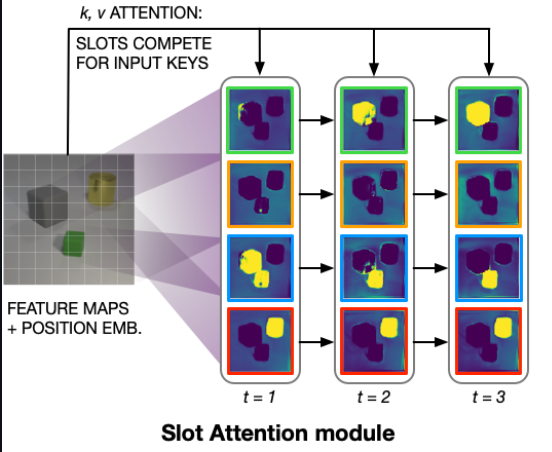 k, v ATTENTION:
SLOTS COMPETE
FOR INPUT KEYS
FEATURE MAPS
+ POSITION EMB.
t = 1
t = 2
t = 3
Slot Attention module